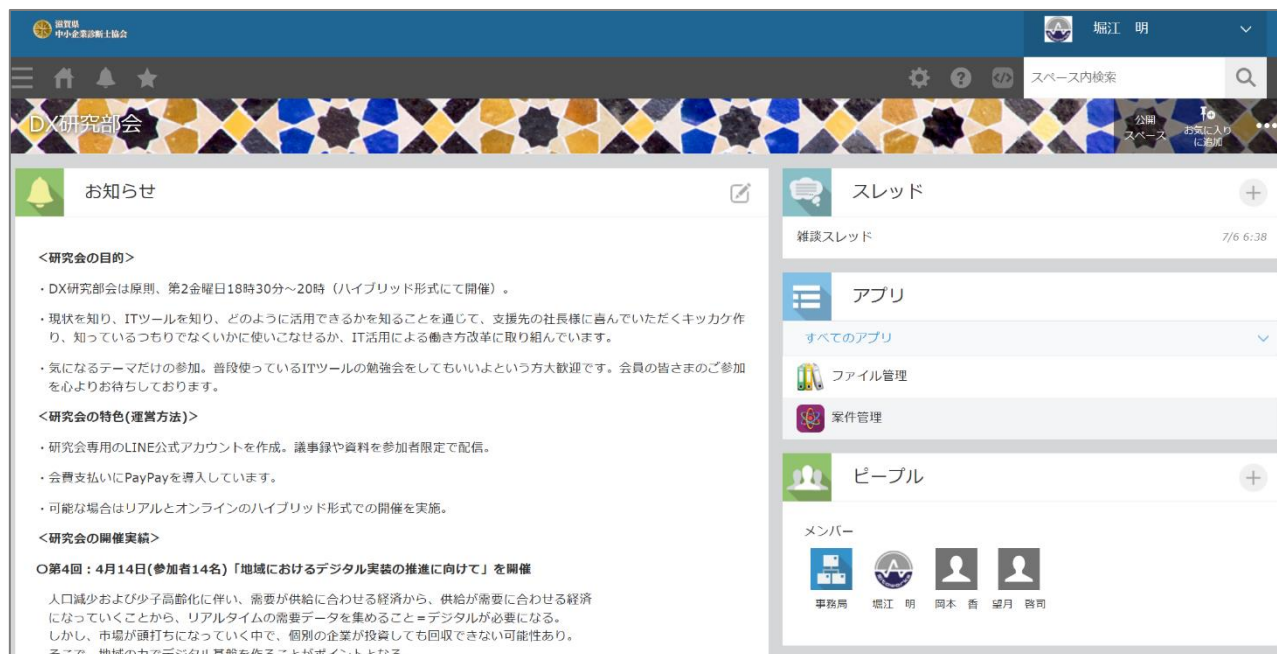 滋賀県
中小企業診断士協会
堀江 明
スペース内検索
DX研究部会
公開
スペース
お気に入り
に追加
お知らせ
<研究会の目的>
・DX研究部会は原則、第2金曜日18時30分～20時（ハイブリッド形式にて開催）。
・現状を知り、ITツールを知り、どのように活用できるかを知ることを通じて、支援先の社長様に喜んでいただくキッカケ作
り、知っているつもりでなくいかに使いこなせるか、IT活用による働き方改革に取り組んでいます。
・気になるテーマだけの参加。普段使っているITツールの勉強会をしてもいいよという方大歓迎です。会員の皆さまのご参加
を心よりお待ちしております。
<研究会の特色(運営方法)>
・研究会専用のLINE公式アカウントを作成。議事録や資料を参加者限定で配信。
・会費支払いにPayPayを導入しています。
・可能な場合はリアルとオンラインのハイブリッド形式での開催を実施。
<研究会の開催実績>
〇第4回：4月14日(参加者14名)「地域におけるデジタル実装の推進に向けて」を開催
人口減少および少子高齢化に伴い、需要が供給に合わせる経済から、供給が需要に合わせる経済
になっていくことから、リアルタイムの需要データを集めること＝デジタルが必要になる。
しかし、市場が頭打ちになっていく中で、個別の企業が投資しても回収できない可能性あり。
そこで、地域の力でデジタル基盤を作ることがポイントとなる。
スレッド
雑談スレッド 7/6 6:38
アプリ
すべてのアプリ
ファイル管理
案件管理
ピープル
メンバー
事務局 堀江 明 岡本 香 望月 啓司